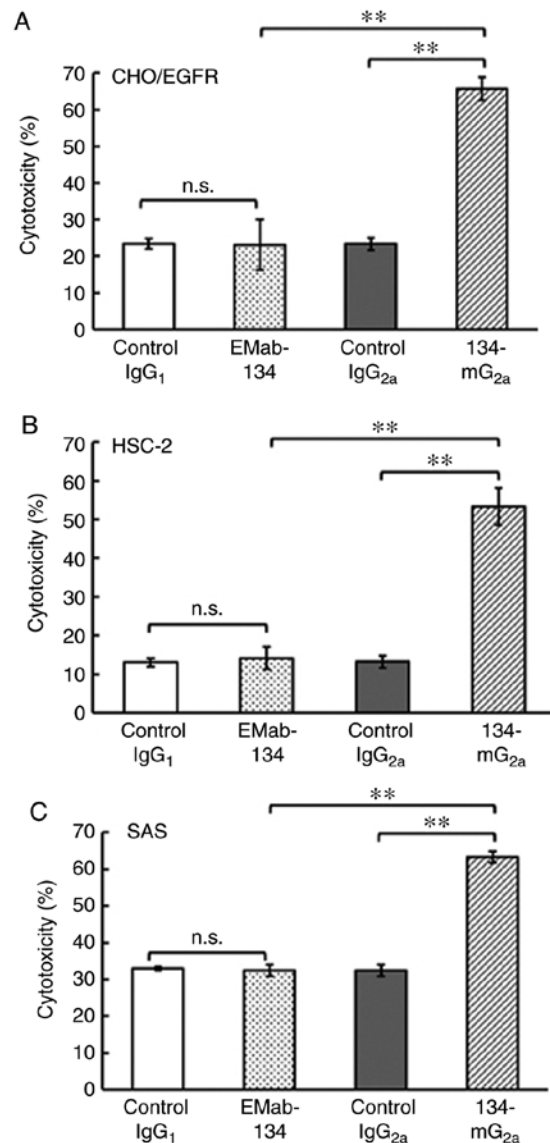 A
CHO/EGFR
**
**
n.s.
Cytotoxicity (%)
70
60
50
40
30
20
10
0
Control IgG₁
EMab-134
Control IgG₂ₐ
134-mG₂ₐ
B
HSC-2
**
**
n.s.
Cytotoxicity (%)
70
60
50
40
30
20
10
0
Control IgG₁
EMab-134
Control IgG₂ₐ
134-mG₂ₐ
C
SAS
**
**
n.s.
Cytotoxicity (%)
70
60
50
40
30
20
10
0
Control IgG₁
EMab-134
Control IgG₂ₐ
134-mG₂ₐ